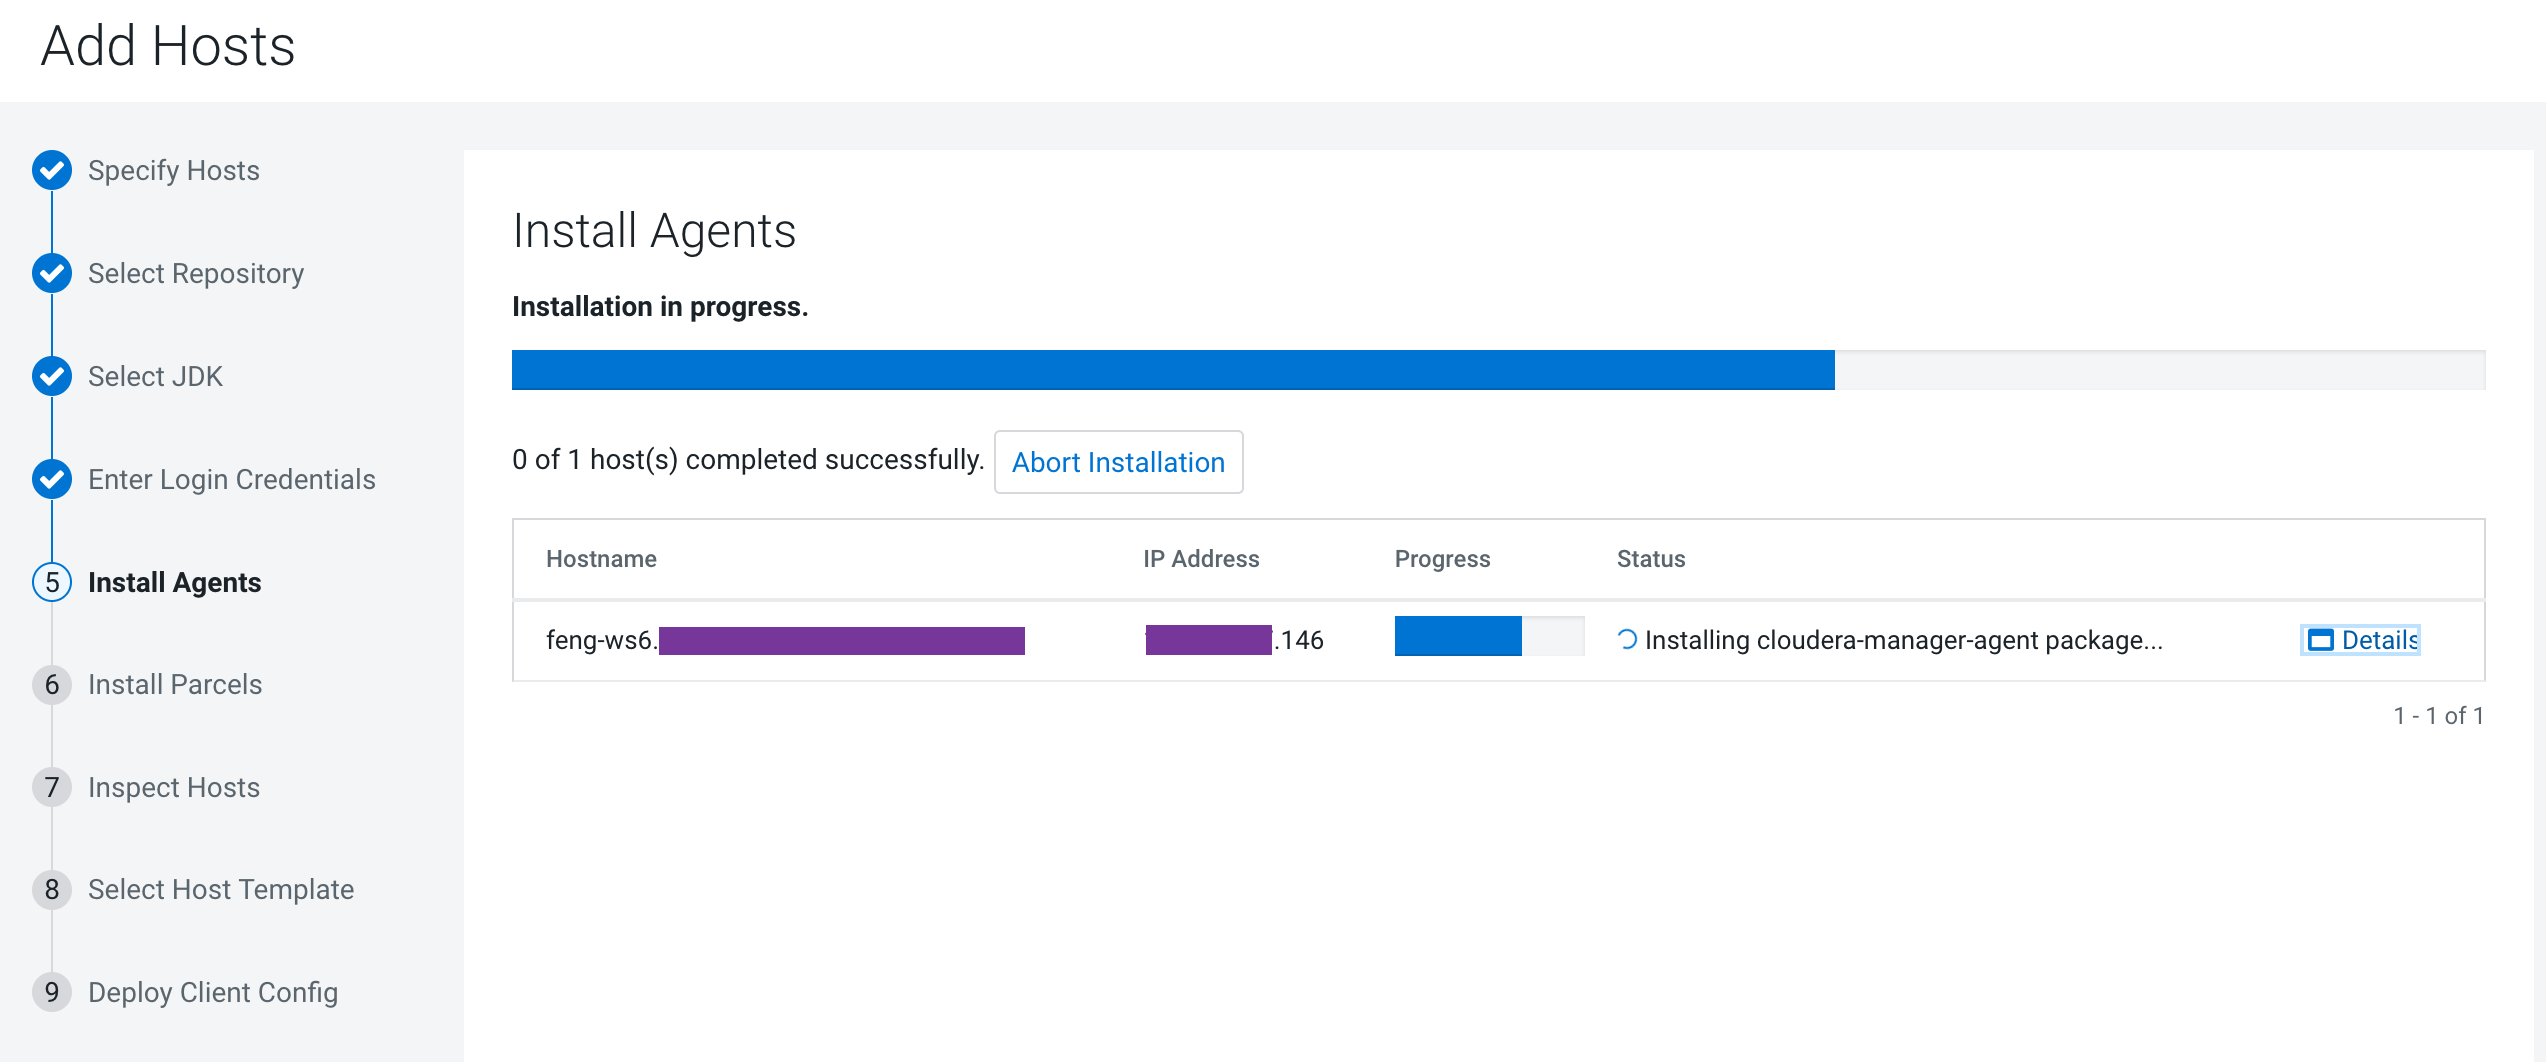 Add Hosts
Specify Hosts
Select Repository
Select JDK
Enter Login Credentials
5 Install Agents
6 Install Parcels
7 Inspect Hosts
8 Select Host Template
9 Deploy Client Config
Install Agents
Installation in progress.
0 of 1 host(s) completed successfully. Abort Installation
Hostname IP Address Progress Status
feng-ws6. .146 Installing cloudera-manager-agent package... Details
1 - 1 of 1